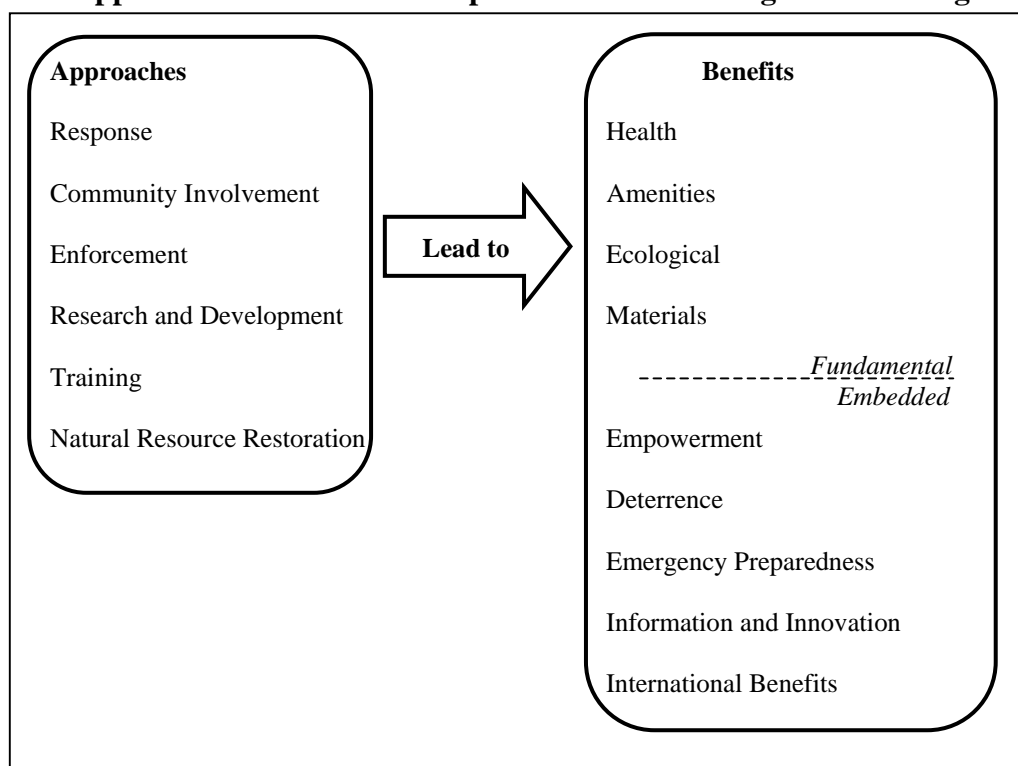 Approaches
Response
Community Involvement
Enforcement
Research and Development
Training
Natural Resource Restoration
Lead to
Benefits
Health
Amenities
Ecological
Materials
Fundamental
Embedded
Empowerment
Deterrence
Emergency Preparedness
Information and Innovation
International Benefits